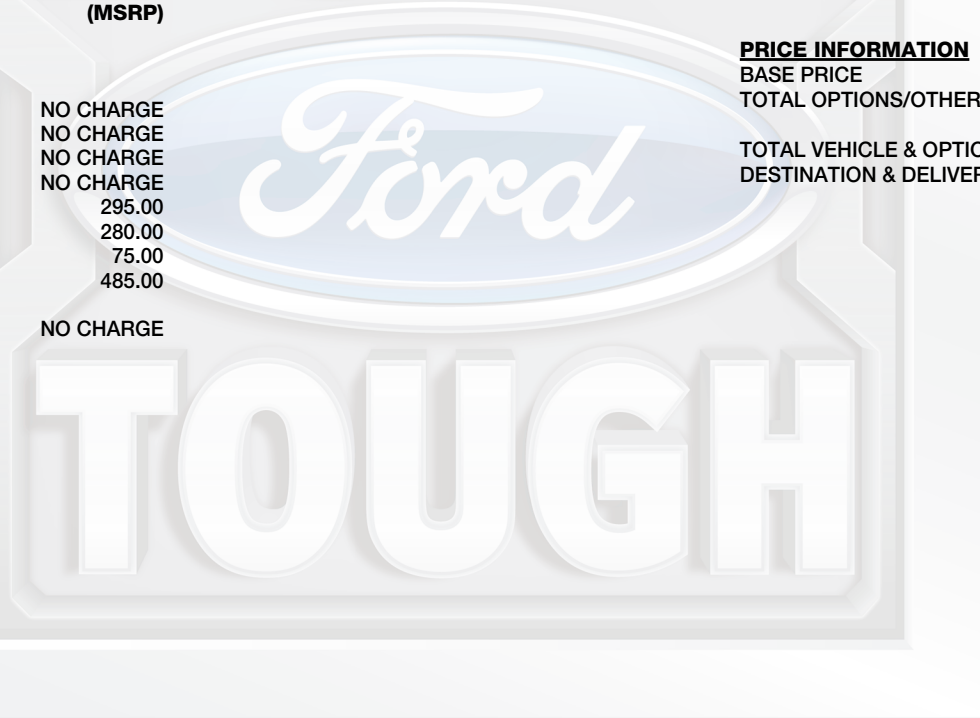 (MSRP)
NO CHARGE
NO CHARGE
NO CHARGE
NO CHARGE
295.00
280.00
75.00
485.00
NO CHARGE
PRICE INFORMATION
BASE PRICE
TOTAL OPTIONS/OTHER
TOTAL VEHICLE & OPTIO
DESTINATION & DELIVER
Ford
TOUGH